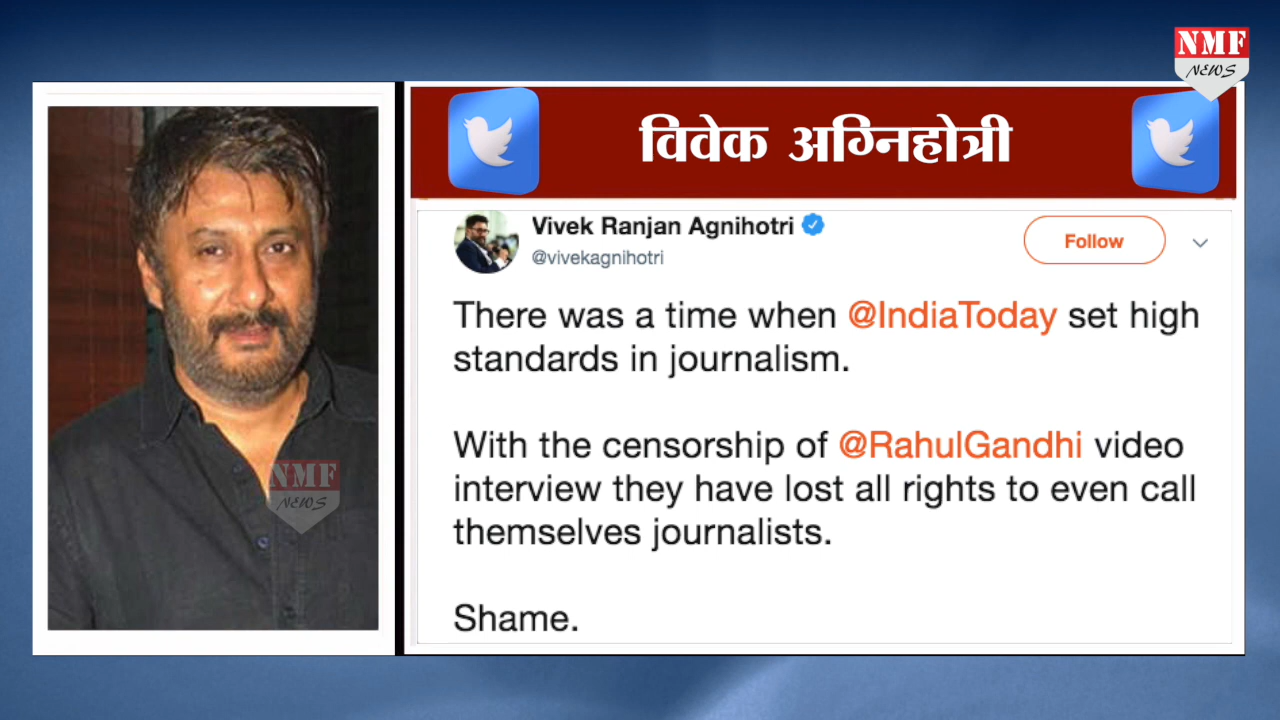 NMF
NEWS
विवेक अग्निहोत्री
Vivek Ranjan Agnihotri
@vivekagnihotri
Follow
There was a time when @IndiaToday set high
standards in journalism.
With the censorship of @RahulGandhi video
interview they have lost all rights to even call
themselves journalists.
Shame.
NMF
NEWS